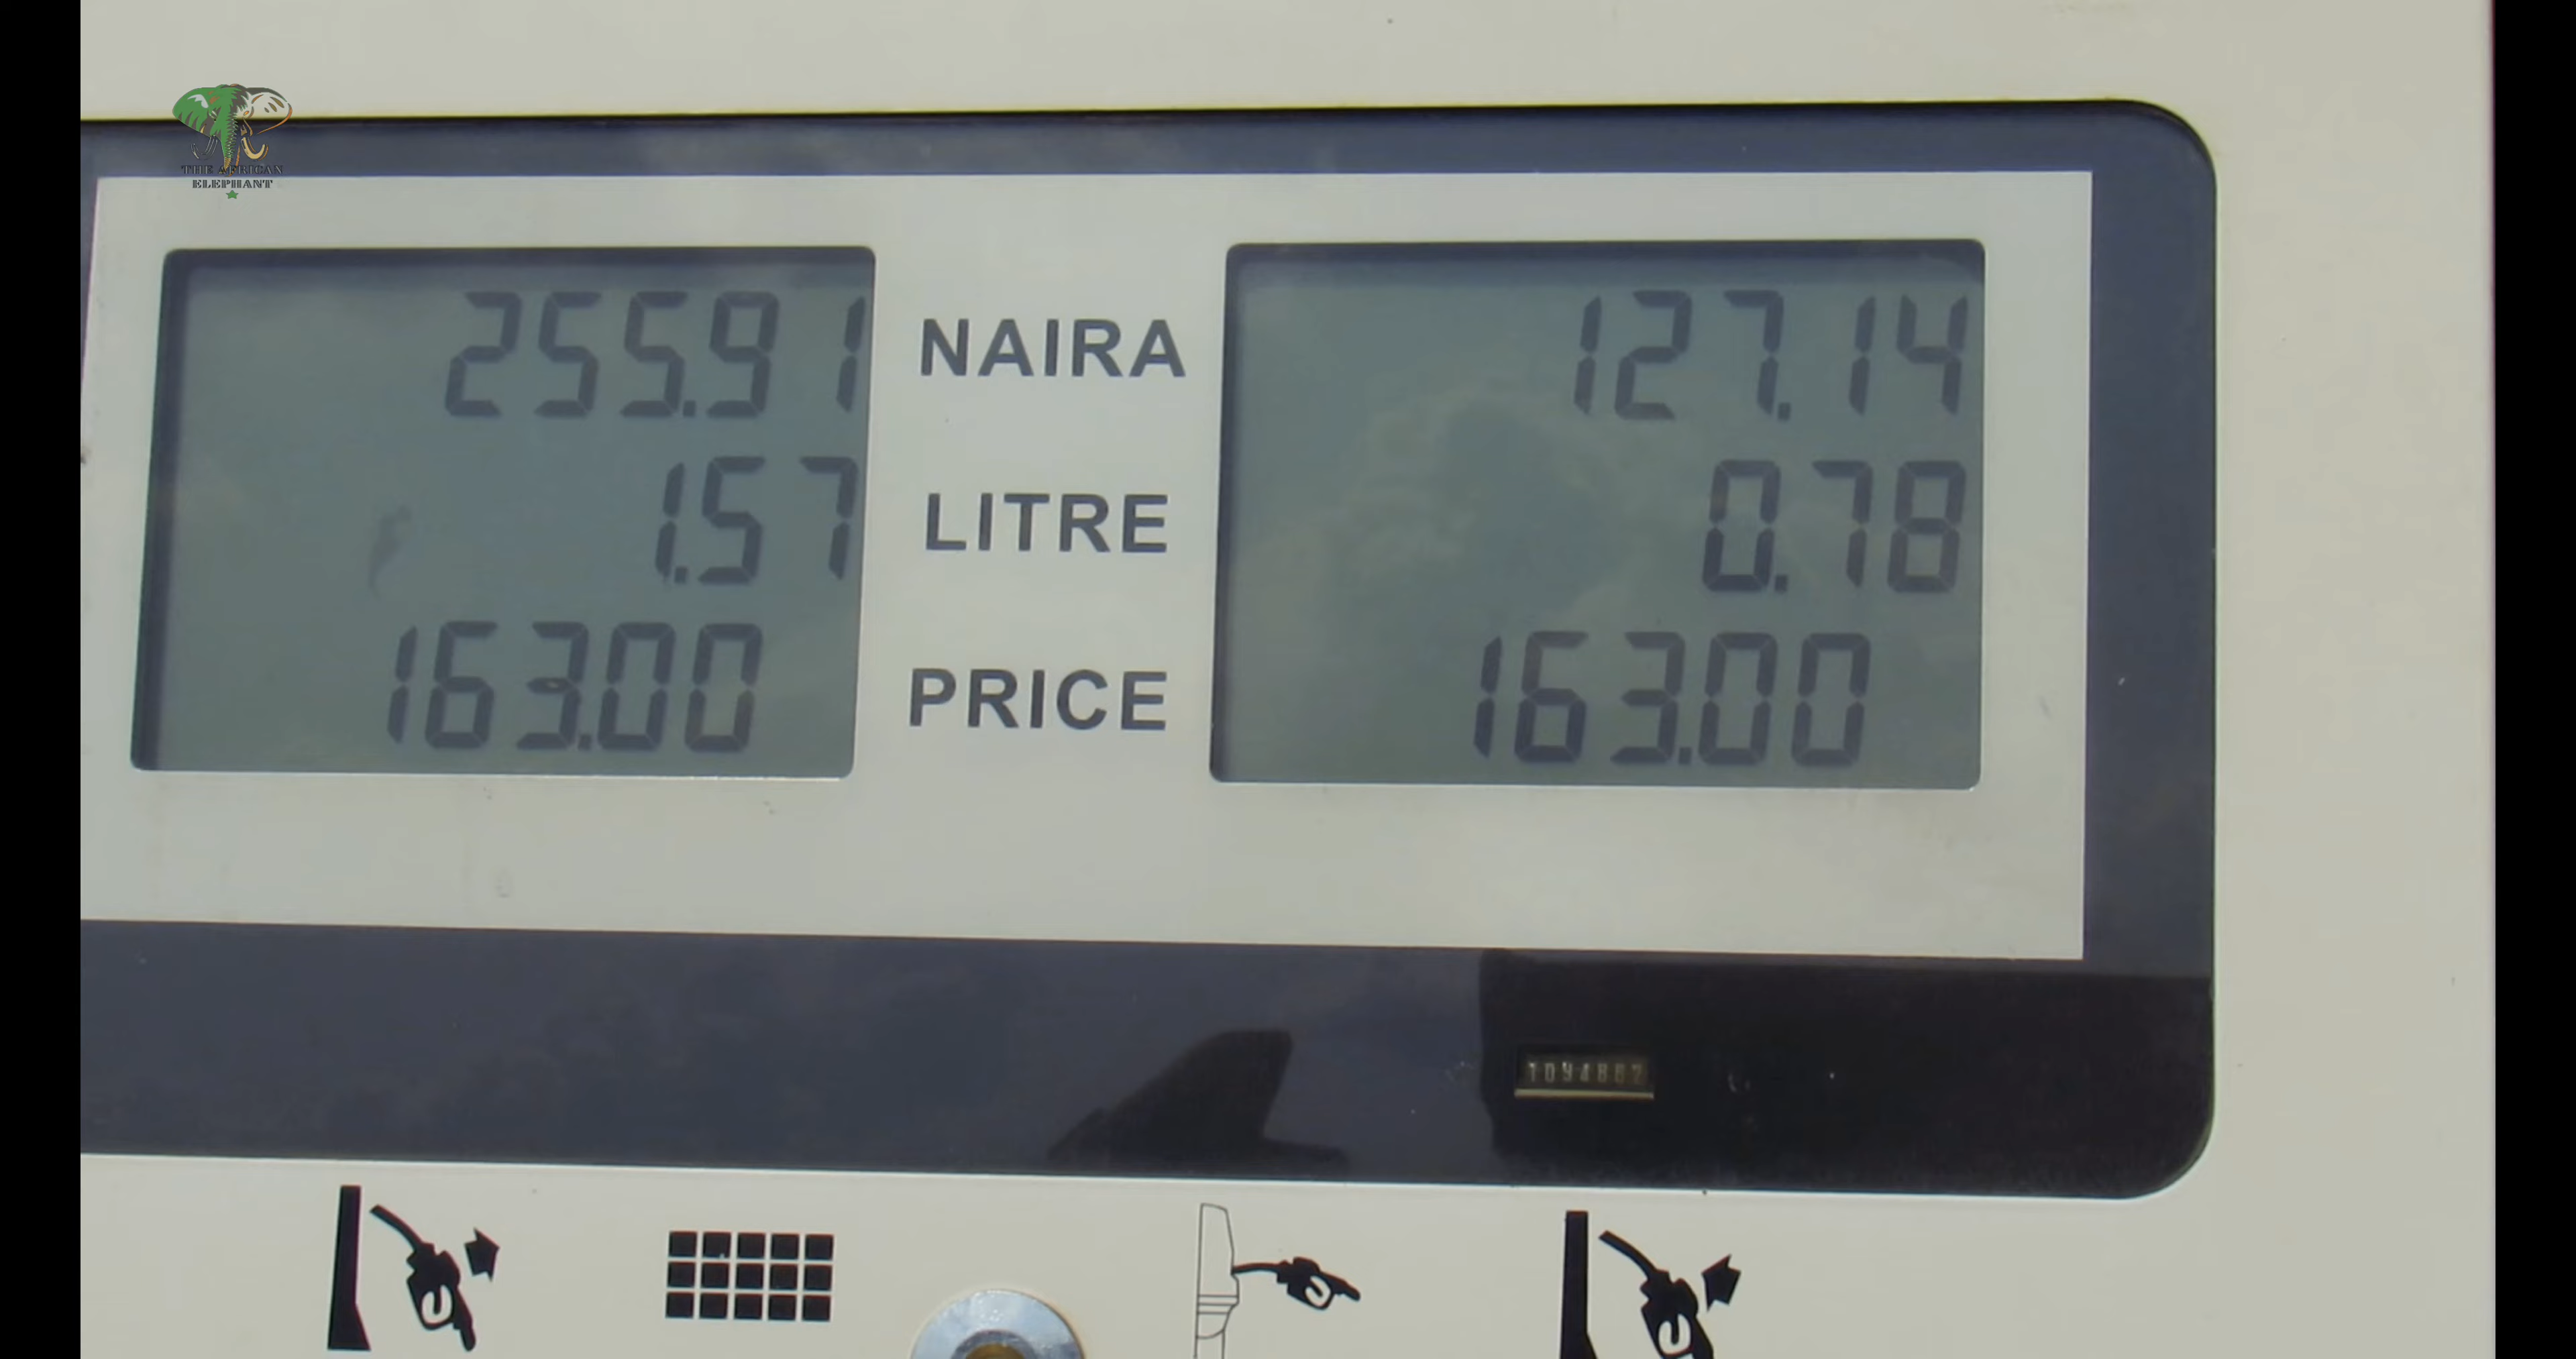 THE AFRICAN
ELEPHANT
255.91 NAIRA 127.14
1.57 LITRE 0.78
163.00 PRICE 163.00